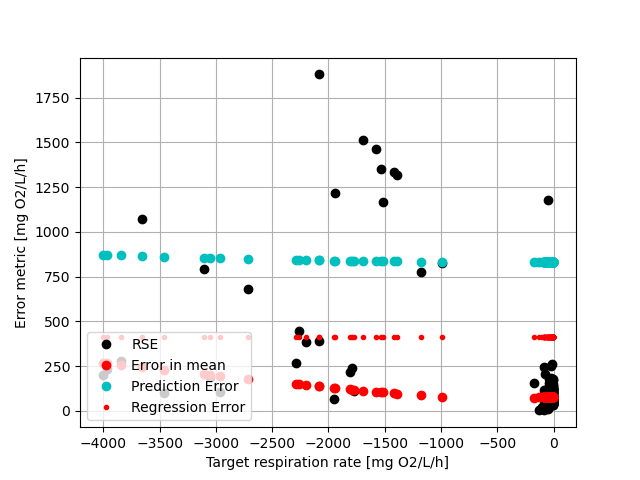 1750
1500
1250
1000
750
500
250
0
Error metric [mg O2/L/h]
RSE
Error in mean
Prediction Error
Regression Error
−4000 −3500 −3000 −2500 −2000 −1500 −1000 −500 0
Target respiration rate [mg O2/L/h]